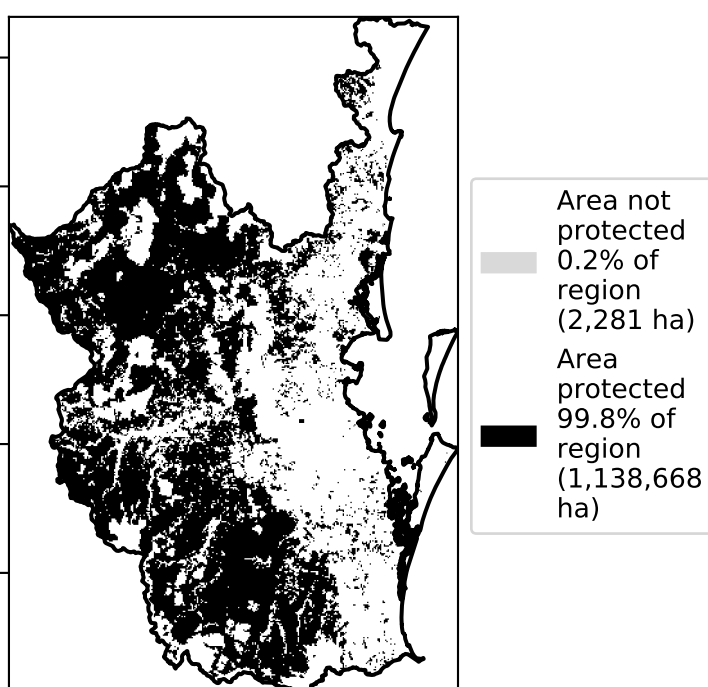 Area not
protected
0.2% of
region
(2,281 ha)
Area
protected
99.8% of
region
(1,138,668
ha)